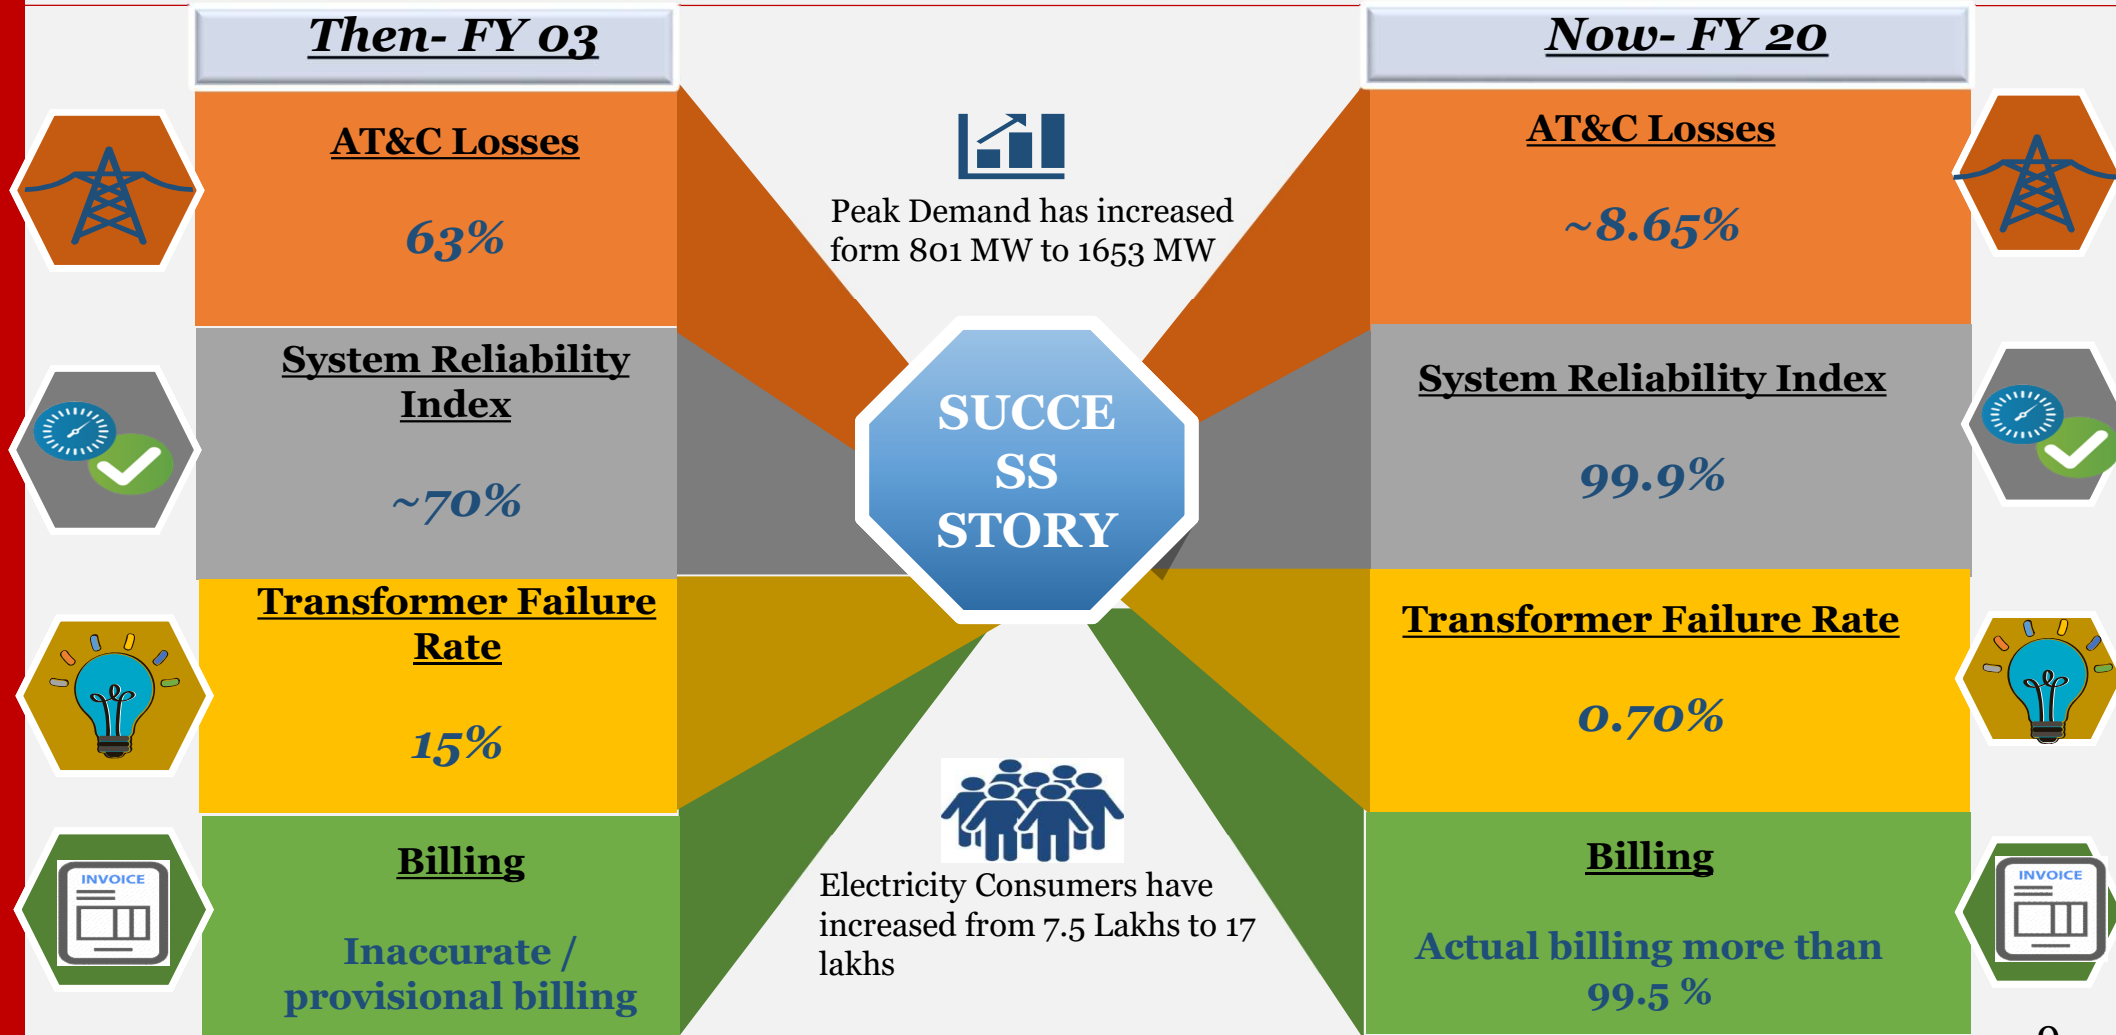 Then- FY 03
AT&C Losses
63%
System Reliability
Index
~70%
Transformer Failure
Rate
15%
Billing
Inaccurate /
provisional billing
INVOICE
Peak Demand has increased
form 801 MW to 1653 MW
SUCCE
SS
STORY
Electricity Consumers have
increased from 7.5 Lakhs to 17
lakhs
Now- FY 20
AT&C Losses
~8.65%
System Reliability Index
99.9%
Transformer Failure Rate
0.70%
Billing
Actual billing more than
99.5 %
INVOICE